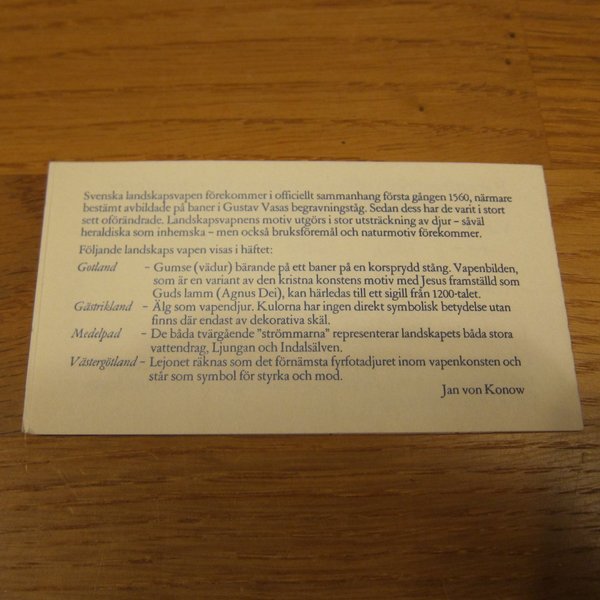 Svenska landskapsvapen förekommer i officiellt sammanhang första gången 1560, närmare
bestämt avbildade på baner i Gustav Vasas begravningståg. Sedan dess har de varit i stort
sett oförändrade. Landskapsvapnens motiv utgörs i stor utsträckning av djur – såväl
heraldiska som inhemska – men också bruksföremål och naturmotiv förekommer.
Följande landskaps vapen visas i häftet:
Gotland – Gumse (vädur) bärande på ett baner på en korsprydd stång. Vapenbilden,
som är en variant av den kristna konstens motiv med Jesus framställd som
Guds lamm (Agnus Dei), kan härledas till ett sigill från 1200-talet.
Gästrikland – Älg som vapendjur. Kulorna har ingen direkt symbolisk betydelse utan
finns där endast av dekorativa skäl.
Medelpad – De båda tvärgående "strömmarna" representerar landskapets båda stora
vattendrag, Ljungan och Indalsälven.
Västergötland – Lejonet räknas som det förnämsta fyrfotadjuret inom vapenkonsten och
står som symbol för styrka och mod.
Jan von Konow